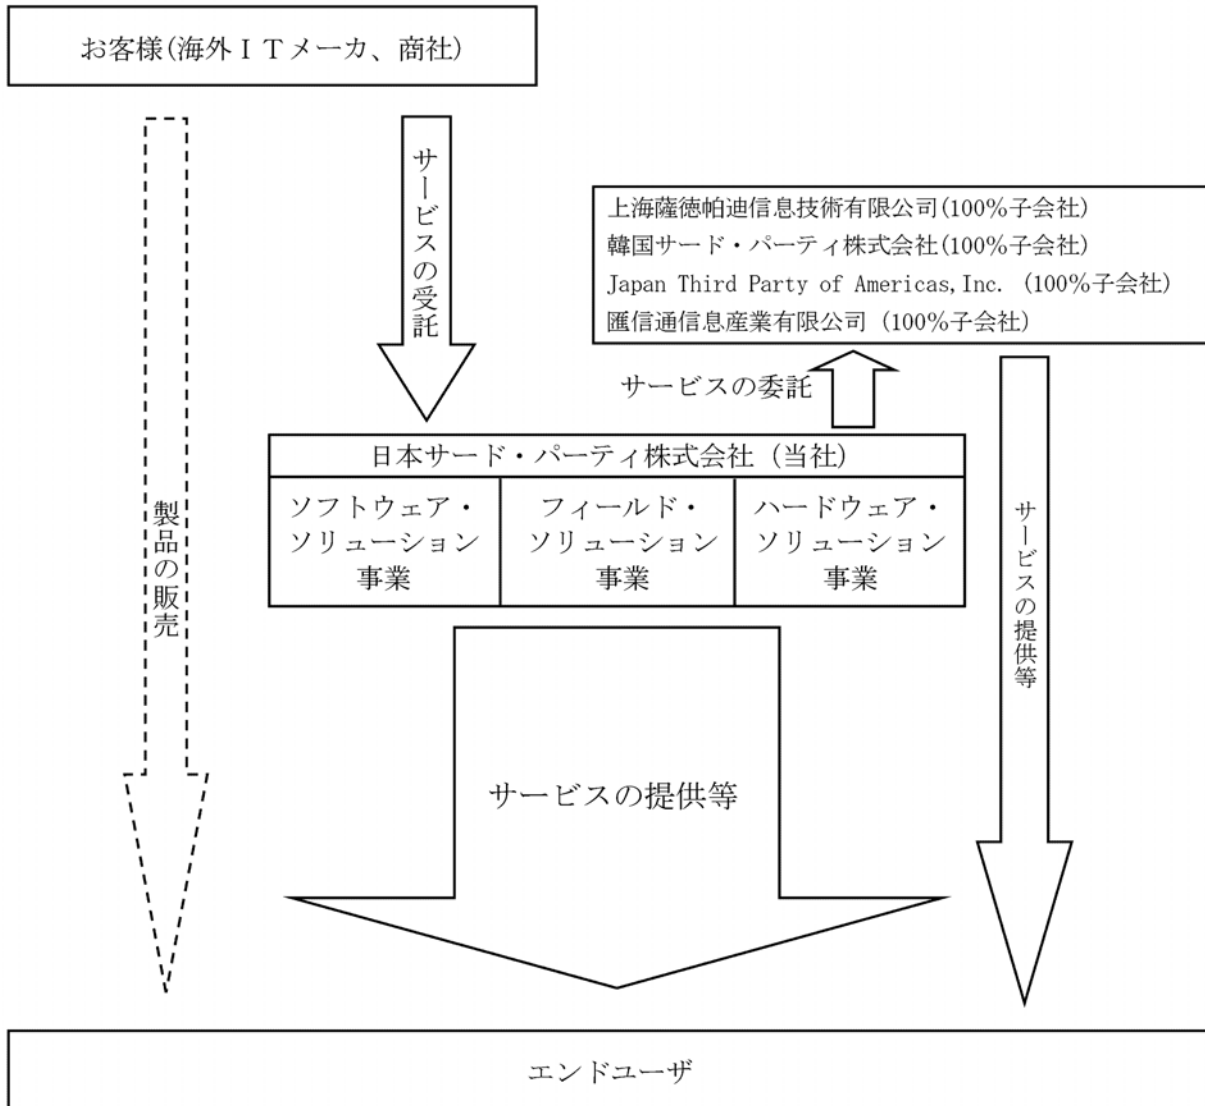 お客様(海外ＩＴメーカ、商社)
サービスの受託
上海薩徳帕迪信息技術有限公司(100%子会社)
韓国サード・パーティ株式会社(100%子会社)
Japan Third Party of Americas,Inc. (100%子会社)
匯信通信息産業有限公司 (100%子会社)
サービスの委託
日本サード・パーティ株式会社（当社）
ソフトウェア・
ソリューション
事業
フィールド・
ソリューション
事業
ハードウェア・
ソリューション
事業
製品の販売
サービスの提供等
サービスの提供等
エンドユーザ